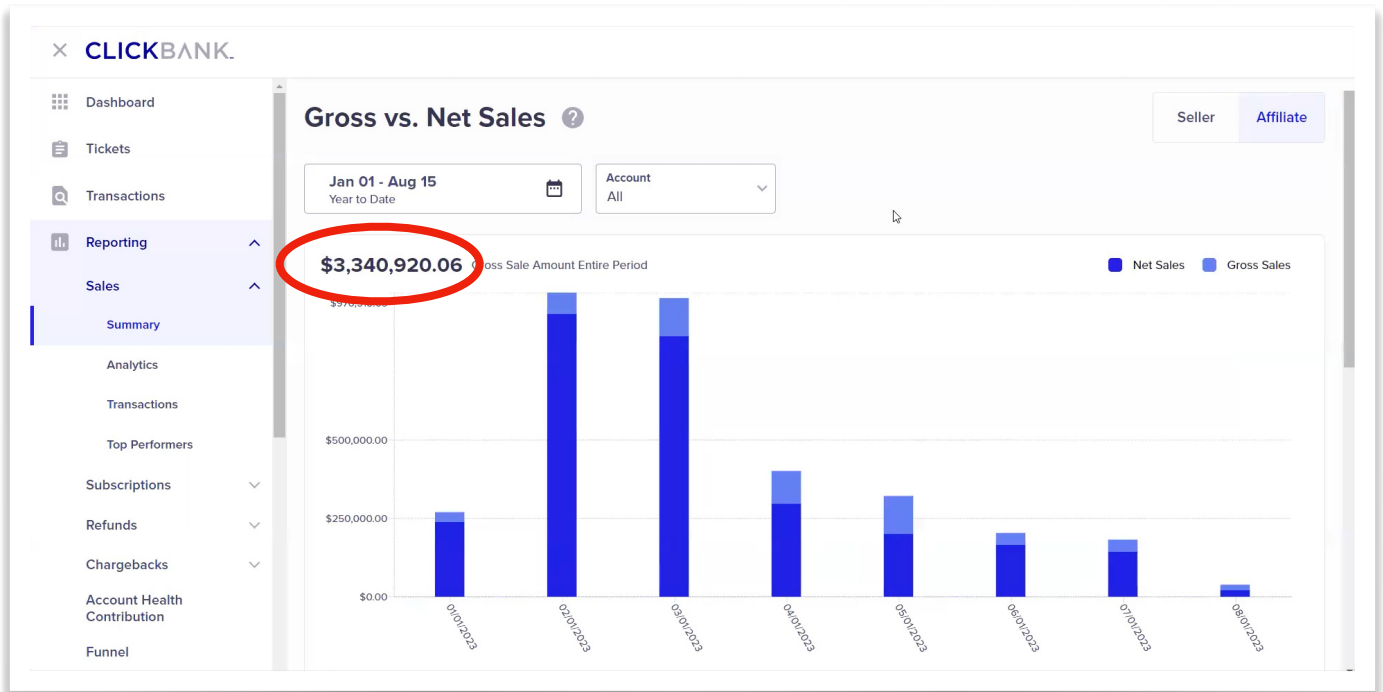 CLICKBANK
Dashboard
Tickets
Transactions
Reporting
Sales
Summary
Analytics
Transactions
Top Performers
Subscriptions
Refunds
Chargebacks
Account Health
Contribution
Funnel
Gross vs. Net Sales ?
Seller Affiliate
Jan 01 - Aug 15
Year to Date
Account
All
$3,340,920.06 Sale Amount Entire Period
Net Sales Gross Sales
$500,000.00
$250,000.00
$0.00
01/01/2023 02/01/2023 03/01/2023 04/01/2023 05/01/2023 06/01/2023 07/01/2023 08/01/2023